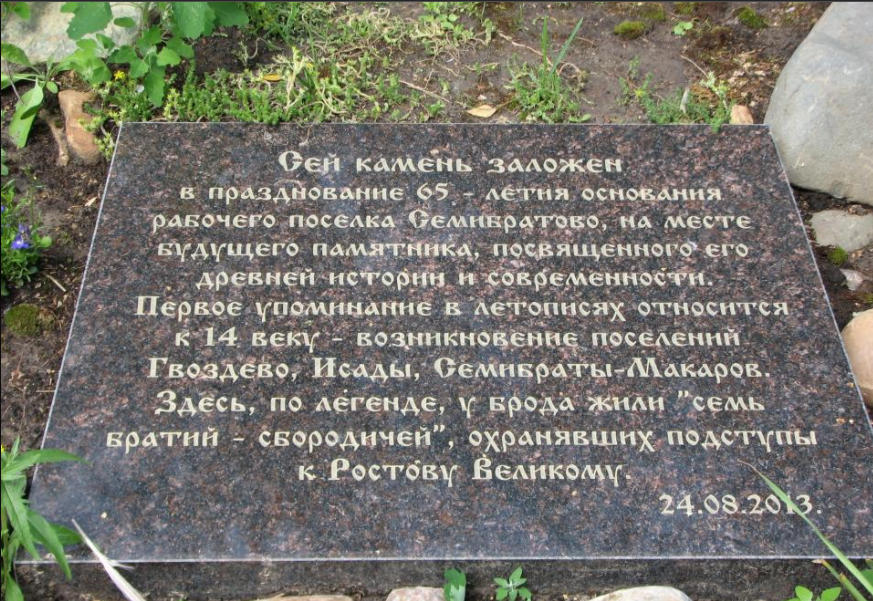 Сей камень заложен
в празднование 65 - летия основания
рабочего поселка Семибратово, на месте
будущего памятника, посвященного его
древней истории и современности.
Первое упоминание в летописях относится
к 14 веку - возникновение поселений
Гвоздево, Исады, Семибраты-Макаров.
Здесь, по легенде, у брода жили "семь
братий - сбородичей", охранявших подступы
к Ростову Великому.
24.08.2013.